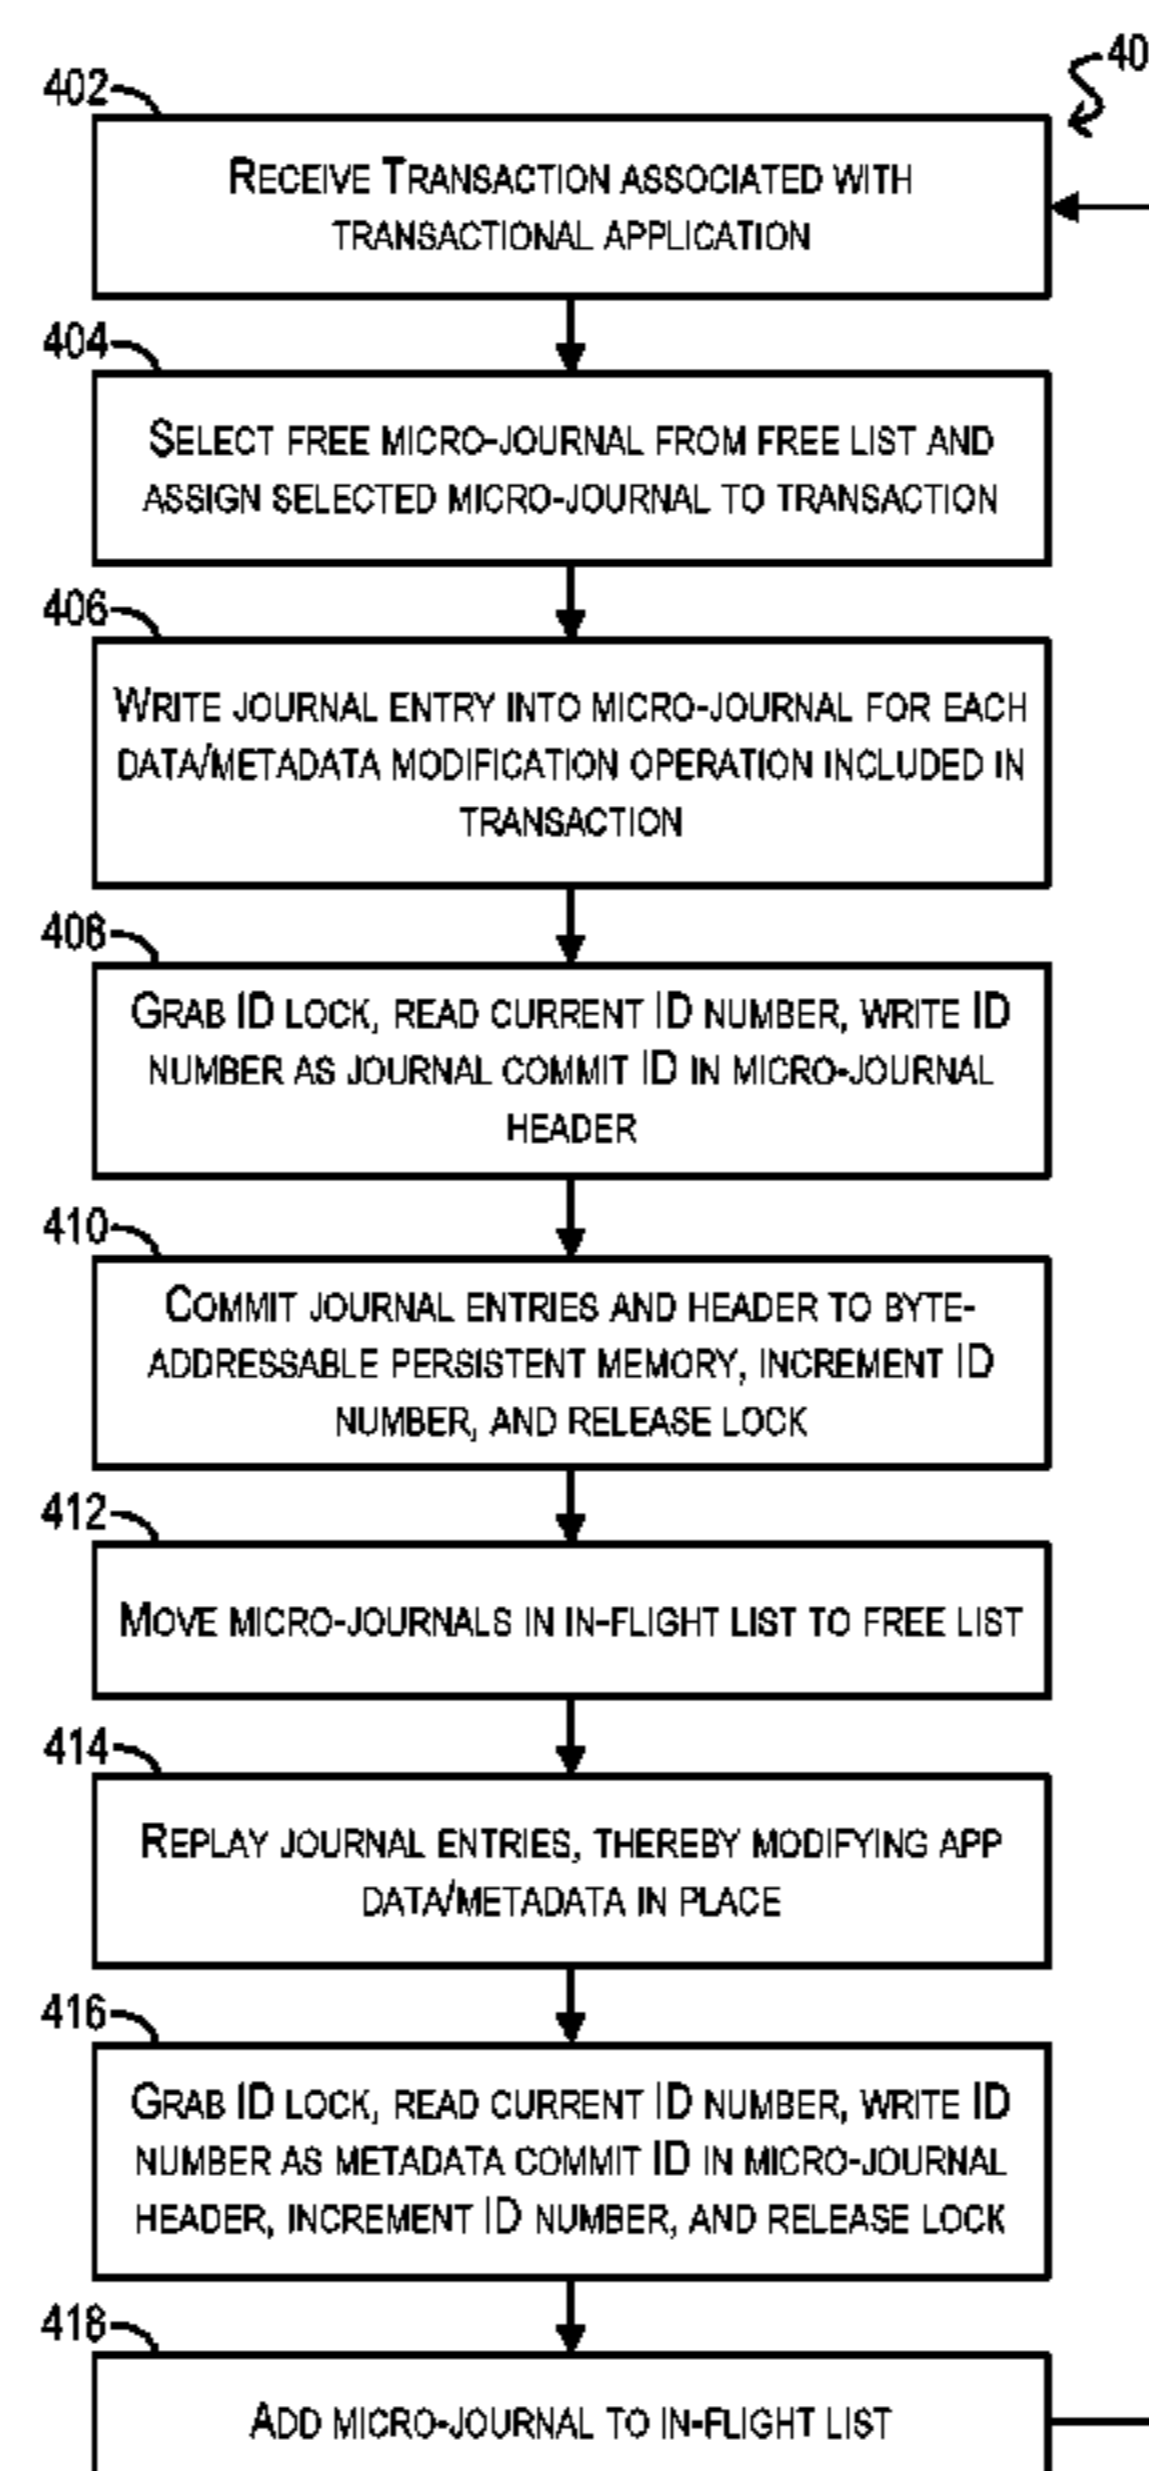 40
402
RECEIVE TRANSACTION ASSOCIATED WITH
TRANSACTIONAL APPLICATION
404
SELECT FREE MICRO-JOURNAL FROM FREE LIST AND
ASSIGN SELECTED MICRO-JOURNAL TO TRANSACTION
406
WRITE JOURNAL ENTRY INTO MICRO-JOURNAL FOR EACH
DATA/METADATA MODIFICATION OPERATION INCLUDED IN
TRANSACTION
408
GRAB ID LOCK, READ CURRENT ID NUMBER, WRITE ID
NUMBER AS JOURNAL COMMIT ID IN MICRO-JOURNAL
HEADER
410
COMMIT JOURNAL ENTRIES AND HEADER TO BYTE-
ADDRESSABLE PERSISTENT MEMORY, INCREMENT ID
NUMBER, AND RELEASE LOCK
412
MOVE MICRO-JOURNALS IN IN-FLIGHT LIST TO FREE LIST
414
REPLAY JOURNAL ENTRIES, THEREBY MODIFYING APP
DATA/METADATA IN PLACE
416
GRAB ID LOCK, READ CURRENT ID NUMBER, WRITE ID
NUMBER AS METADATA COMMIT ID IN MICRO-JOURNAL
HEADER, INCREMENT ID NUMBER, AND RELEASE LOCK
418
ADD MICRO-JOURNAL TO IN-FLIGHT LIST